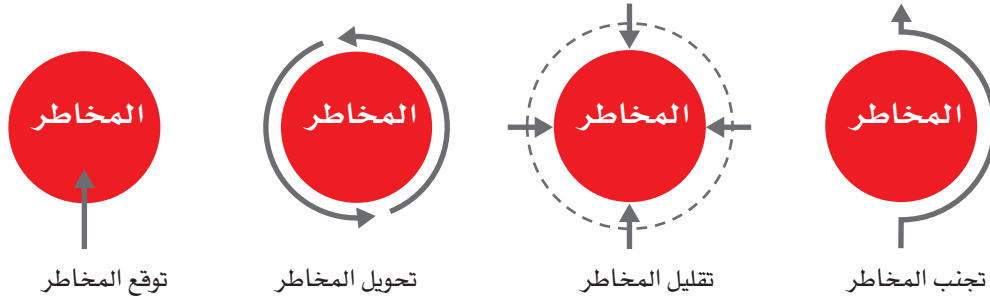 المخاطر
المخاطر
المخاطر
المخاطر
تجنب المخاطر
تقليل المخاطر
تحويل المخاطر
توقع المخاطر